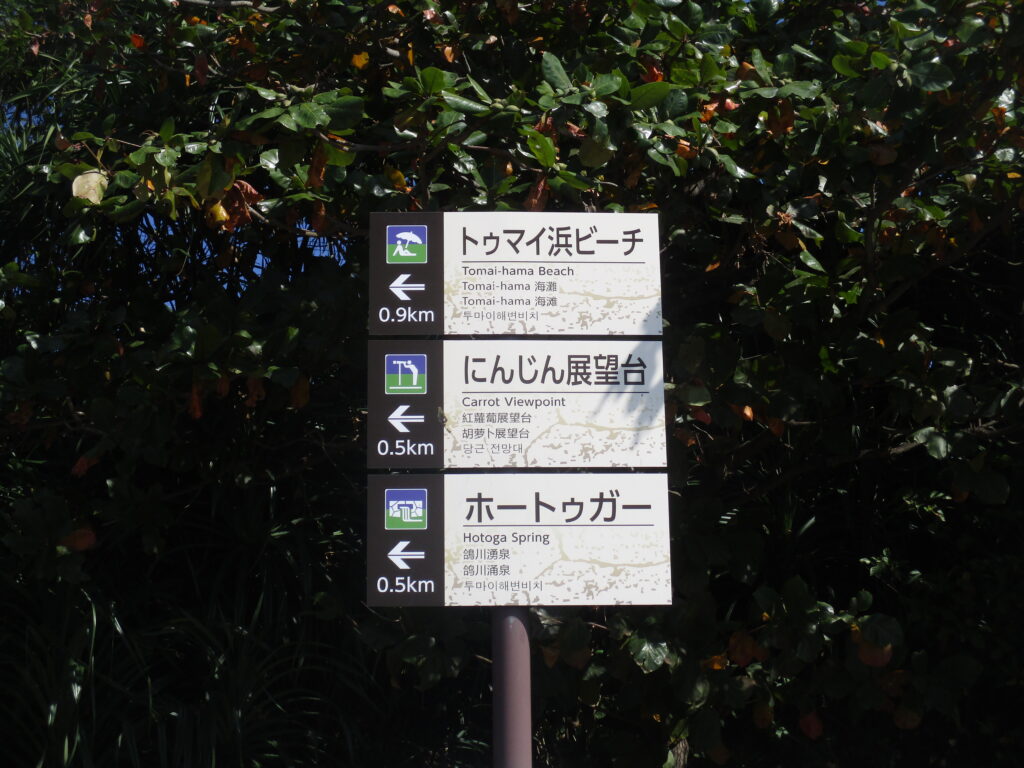 トゥマイ浜ビーチ
Tomai-hama Beach
Tomai-hama 海灘
Tomai-hama 海滩
투마이해변비치
0.9km
にんじん展望台
Carrot Viewpoint
紅蘿蔔展望台
胡萝卜展望台
당근 전망대
0.5km
ホートゥガー
Hotoga Spring
鴿川湧泉
鸽川涌泉
투마이해변비치
0.5km